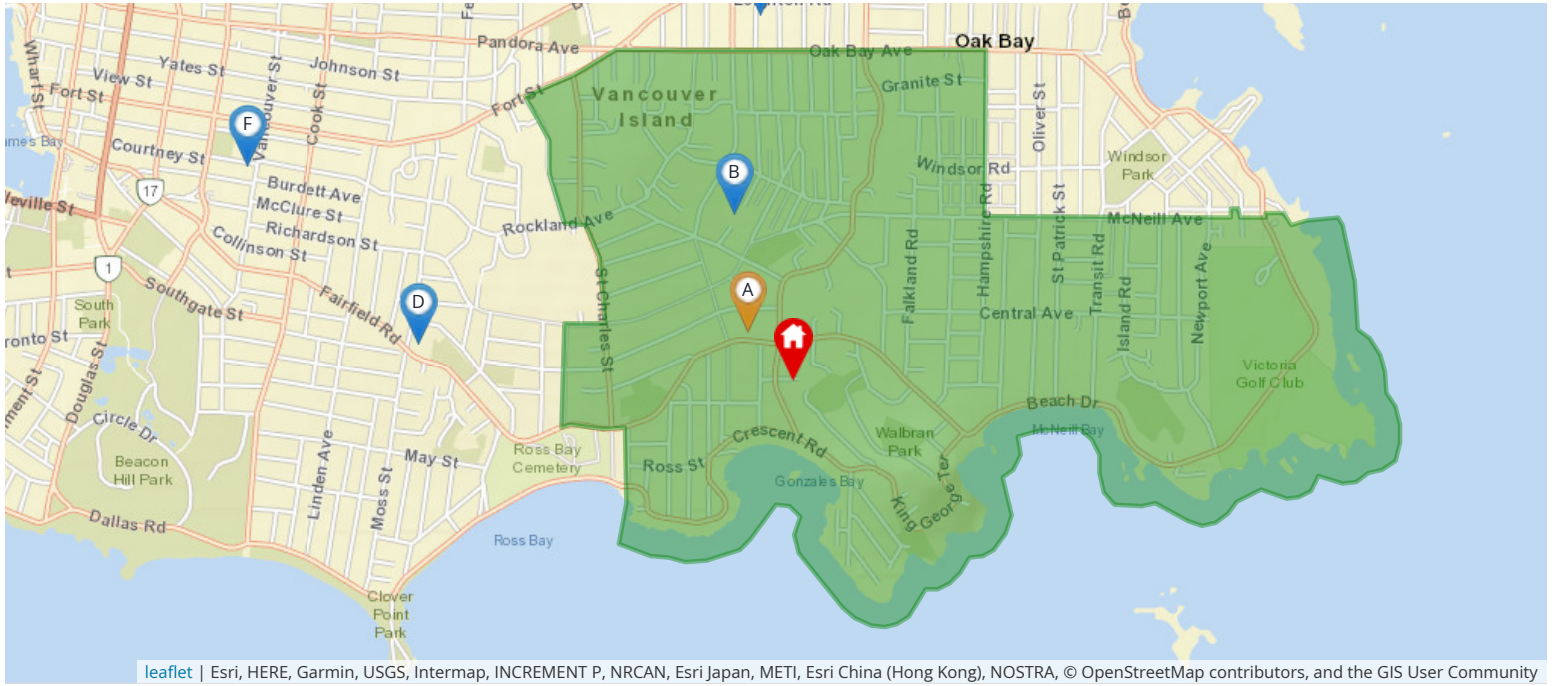 Oak Bay
Pandora Ave
Oak Bay Ave
Wharf St
Yates St
Johnson St
View St
Fort St
Fort St
Granite St
Vancouver
Island
Vancouver St
Cook St
Oliver St
F
Courtney St
Windsor Rd
Windsor
Park
B
17
Burdett Ave
McClure St
Richardson St
Collinson St
Rockland Ave
McNeill Ave
Hampshire Rd
St Patrick St
Falkland Rd
Transit Rd
Island Rd
Newport Ave
1
Southgate St
Fairfield Rd
St Charles St
D
A
South
Park
Central Ave
Douglas St
Victoria
Golf Club
Circle Dr
Beach Dr
McNeill Bay
Beacon
Hill Park
Linden Ave
Moss St
May St
Ross Bay
Cemetery
Ross St
Crescent Rd
Walbran
Park
Gonzales Bay
King George Ter
Dallas Rd
Ross Bay
Clover
Point
Park
leaflet | Esri, HERE, Garmin, USGS, Intermap, INCREMENT P, NRCAN, Esri Japan, METI, Esri China (Hong Kong), NOSTRA, © OpenStreetMap contributors, and the GIS User Community